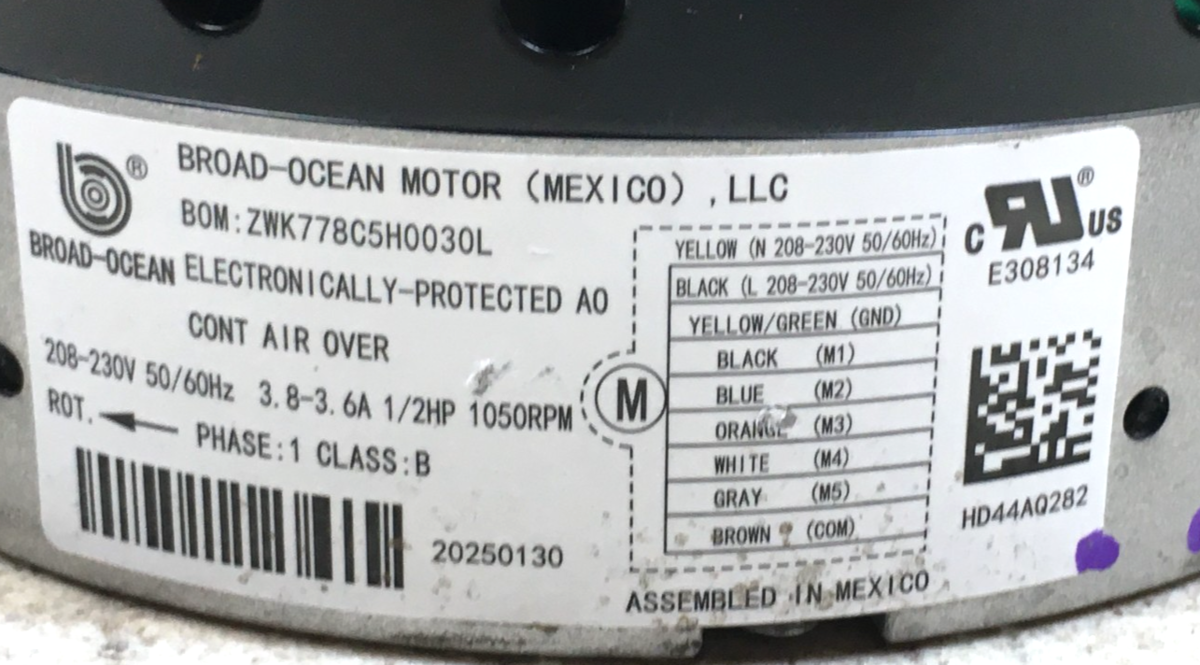 BROAD-OCEAN MOTOR (MEXICO) ,LLC
BOM:ZWK778C5H0030L
b ®
BROAD-OCEAN
ELECTRONICALLY-PROTECTED AO
CONT AIR OVER
208-230V 50/60Hz 3.8-3.6A 1/2HP 1050RPM
ROT.
PHASE:1 CLASS:B
20250130
M
YELLOW (N 208-230V 50/60Hz)
BLACK (L 208-230V 50/60Hz)
YELLOW/GREEN (GND)
BLACK (M1)
BLUE (M2)
ORANGE (M3)
WHITE (M4)
GRAY (M5)
BROWN (COM)
ASSEMBLED IN MEXICO
C RU ® US
E308134
HD44AQ282